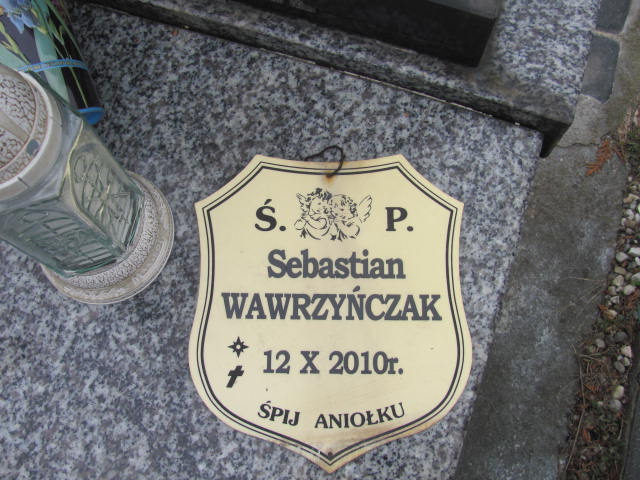 Ś. P.
Sebastian
WAWRZYŃCZAK
12 X 2010r.
ŚPIJ ANIOŁKU